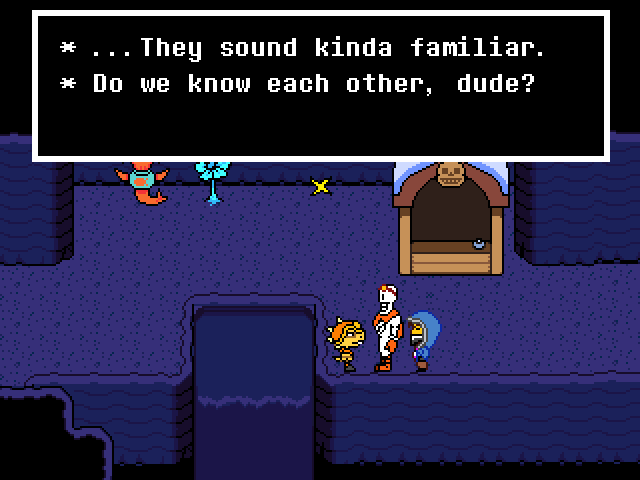 * ...They sound kinda familiar.
* Do we know each other, dude?